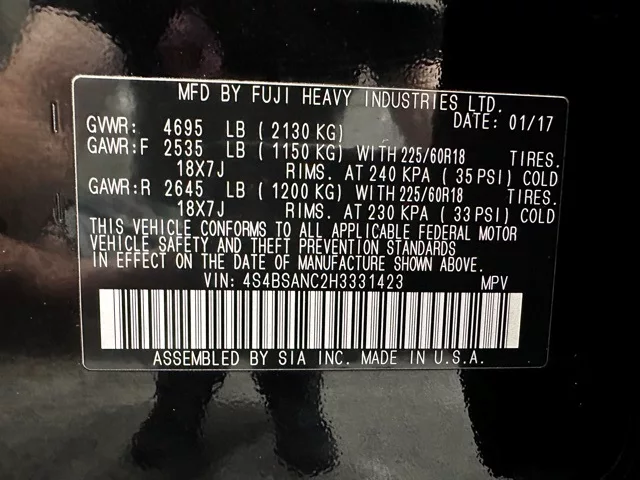 MFD BY FUJI HEAVY INDUSTRIES LTD.
DATE: 01/17
GVWR: 4695 LB ( 2130 KG)
GAWR:F 2535 LB ( 1150 KG) WITH 225/60R18 TIRES.
18X7J RIMS. AT 240 KPA ( 35 PSI) COLD
GAWR:R 2645 LB ( 1200 KG) WITH 225/60R18 TIRES.
18X7J RIMS. AT 230 KPA ( 33 PSI) COLD
THIS VEHICLE CONFORMS TO ALL APPLICABLE FEDERAL MOTOR
VEHICLE SAFETY AND THEFT PREVENTION STANDARDS
IN EFFECT ON THE DATE OF MANUFACTURE SHOWN ABOVE.
VIN: 4S4BSANC2H3331423 MPV
ASSEMBLED BY SIA INC. MADE IN U.S.A.